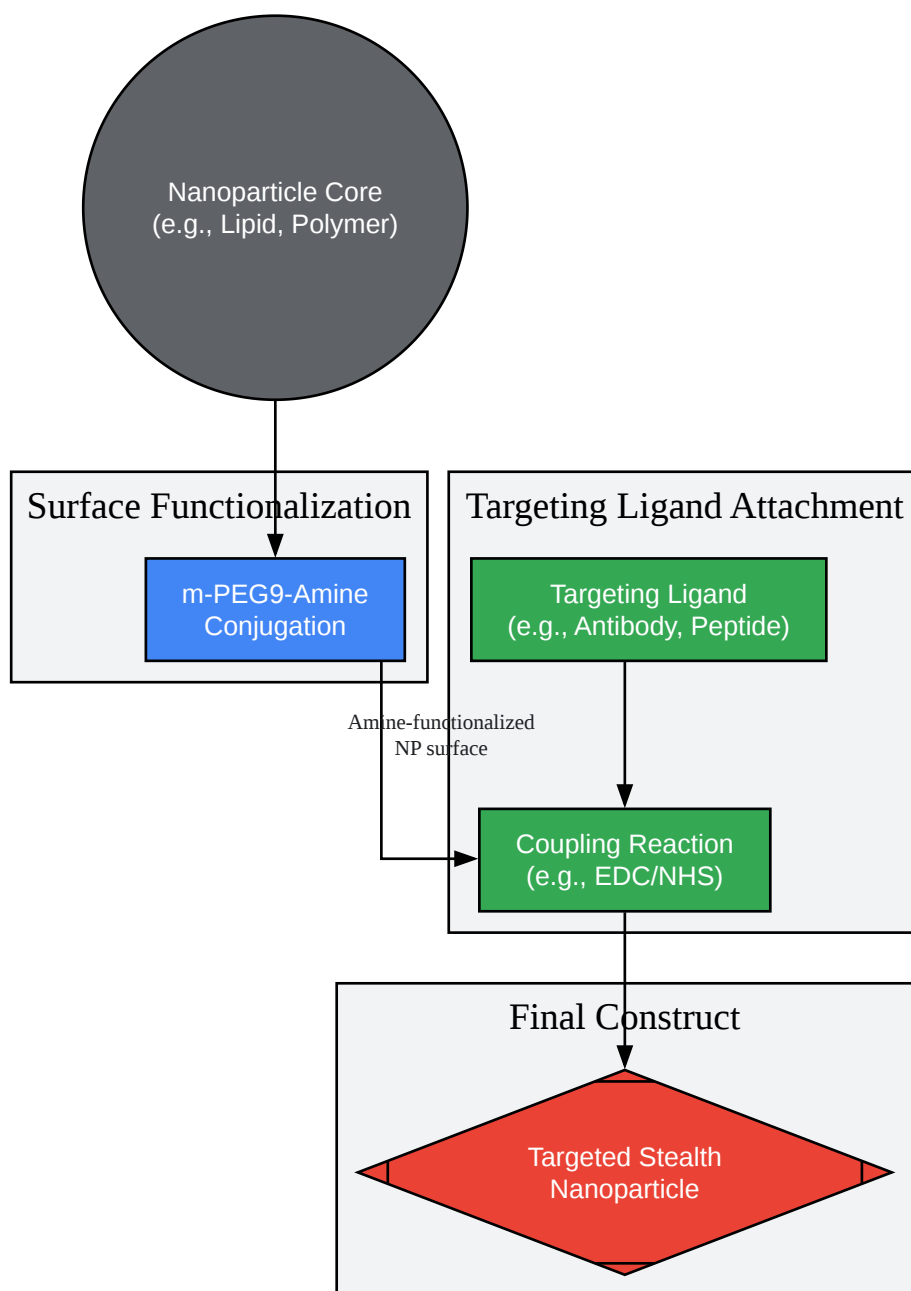 Nanoparticle Core
(e.g., Lipid, Polymer)
Surface Functionalization
m-PEG9-Amine
Conjugation
Targeting Ligand Attachment
Targeting Ligand
(e.g., Antibody, Peptide)
Amine-functionalized
NP surface
Coupling Reaction
(e.g., EDC/NHS)
Final Construct
Targeted Stealth
Nanoparticle